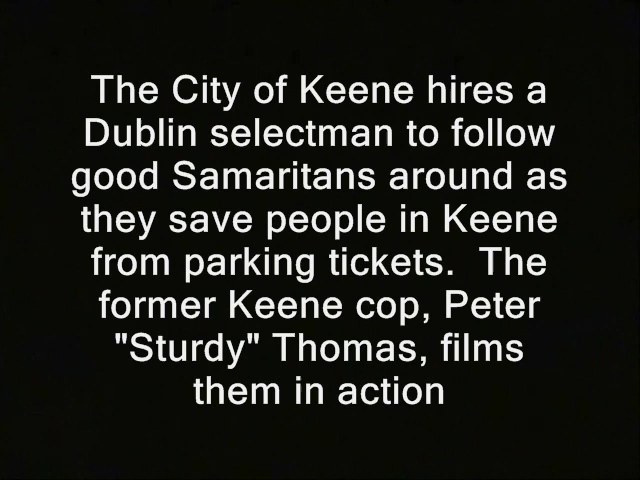 The City of Keene hires a
Dublin selectman to follow
good Samaritans around as
they save people in Keene
from parking tickets.  The
former Keene cop, Peter
"Sturdy" Thomas, films
them in action